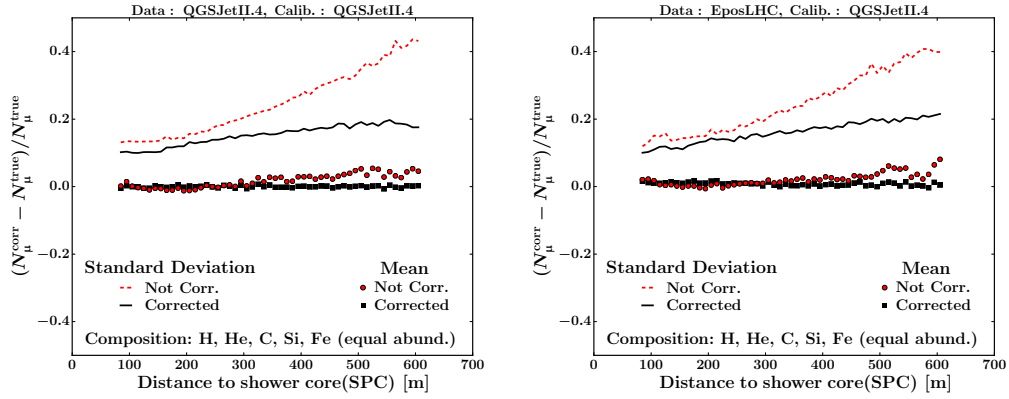 Data : QGSJetII.4, Calib. : QGSJetII.4
(N_μ^corr − N_μ^true)/N_μ^true
0.4
0.2
0.0
−0.2
−0.4
Standard Deviation
Not Corr.
Corrected
Mean
Not Corr.
Corrected
Composition: H, He, C, Si, Fe (equal abund.)
0 100 200 300 400 500 600 700
Distance to shower core(SPC) [m]
Data : EposLHC, Calib. : QGSJetII.4
(N_μ^corr − N_μ^true)/N_μ^true
0.4
0.2
0.0
−0.2
−0.4
Standard Deviation
Not Corr.
Corrected
Mean
Not Corr.
Corrected
Composition: H, He, C, Si, Fe (equal abund.)
0 100 200 300 400 500 600 700
Distance to shower core(SPC) [m]